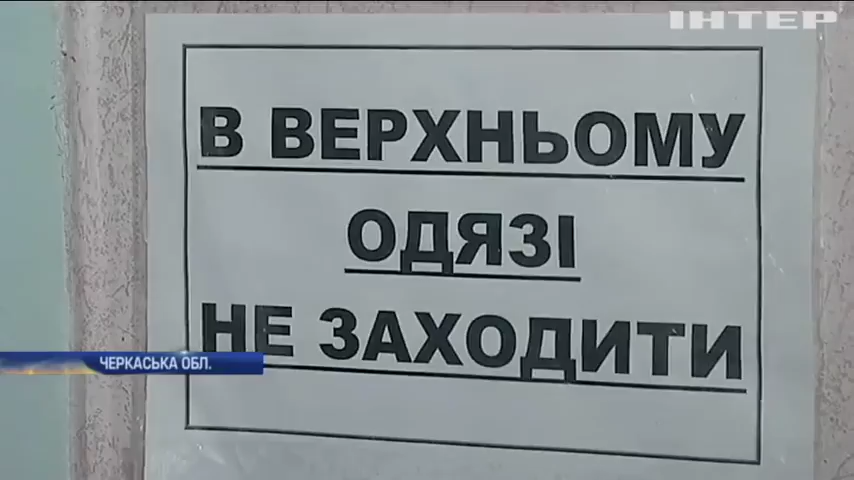 ІНТЕР
В ВЕРХНЬОМУ
ОДЯЗІ
НЕ ЗАХОДИТИ
ЧЕРКАСЬКА ОБЛ.